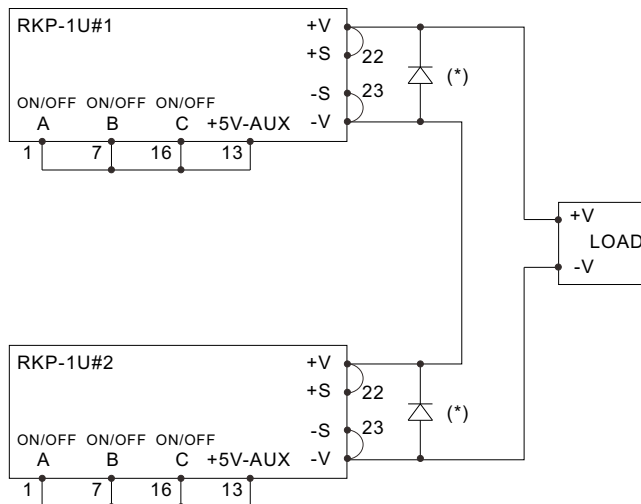 RKP-1U#1
+V
+S
22
(*)
-S
23
ON/OFF ON/OFF ON/OFF
A B C +5V-AUX -V
1 7 16 13
+V
LOAD
-V
RKP-1U#2
+V
+S
22
(*)
-S
23
ON/OFF ON/OFF ON/OFF
A B C +5V-AUX -V
1 7 16 13